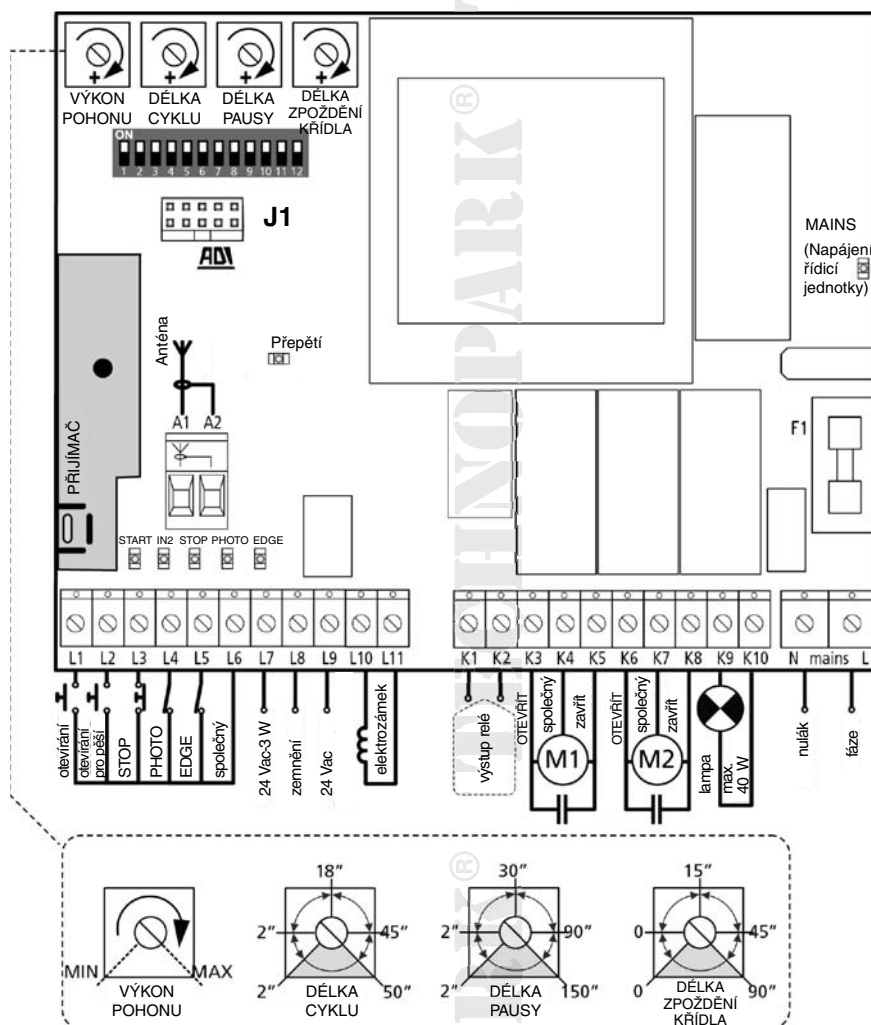 VÝKON
POHONU
DÉLKA
CYKLU
DÉLKA
PAUSY
DÉLKA
ZPOŽDĚNÍ
KŘÍDLA
ON
1 2 3 4 5 6 7 8 9 10 11 12
J1
ADI
MAINS
(Napájení
řídicí
jednotky)
Anténa
Přepětí
A1 A2
F1
PŘIJÍMAČ
START IN2 STOP PHOTO EDGE
TECHNOPARK®
L1 L2 L3 L4 L5 L6 L7 L8 L9 L10 L11
K1 K2 K3 K4 K5 K6 K7 K8 K9 K10
N mains L
otevírání
otevírání
pro pěší
STOP
PHOTO
EDGE
společný
24 Vac-3 W
zemnění
24 Vac
elektrozámek
výstup relé
OTEVŘÍT
společný
zavřít
M1
OTEVŘÍT
společný
zavřít
M2
lampa
max.
40 W
nulák
fáze
MIN MAX
VÝKON
POHONU
18"
2" 45"
2" 50"
DÉLKA
CYKLU
30"
2" 90"
2" 150"
DÉLKA
PAUSY
15"
0 45"
0 90"
DÉLKA
ZPOŽDĚNÍ
KŘÍDLA
RK®